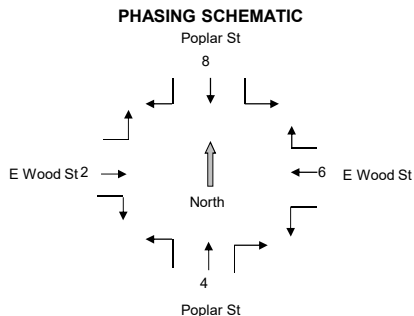 PHASING SCHEMATIC
Poplar St
8
E Wood St 2
6 E Wood St
North
4
Poplar St